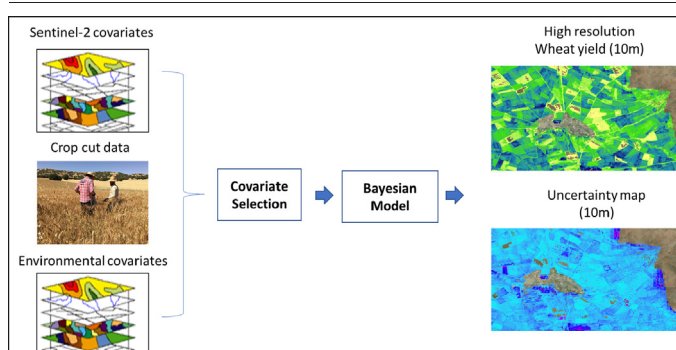 Sentinel-2 covariates
Crop cut data
Environmental covariates
Covariate
Selection
Bayesian
Model
High resolution
Wheat yield (10m)
Uncertainty map
(10m)